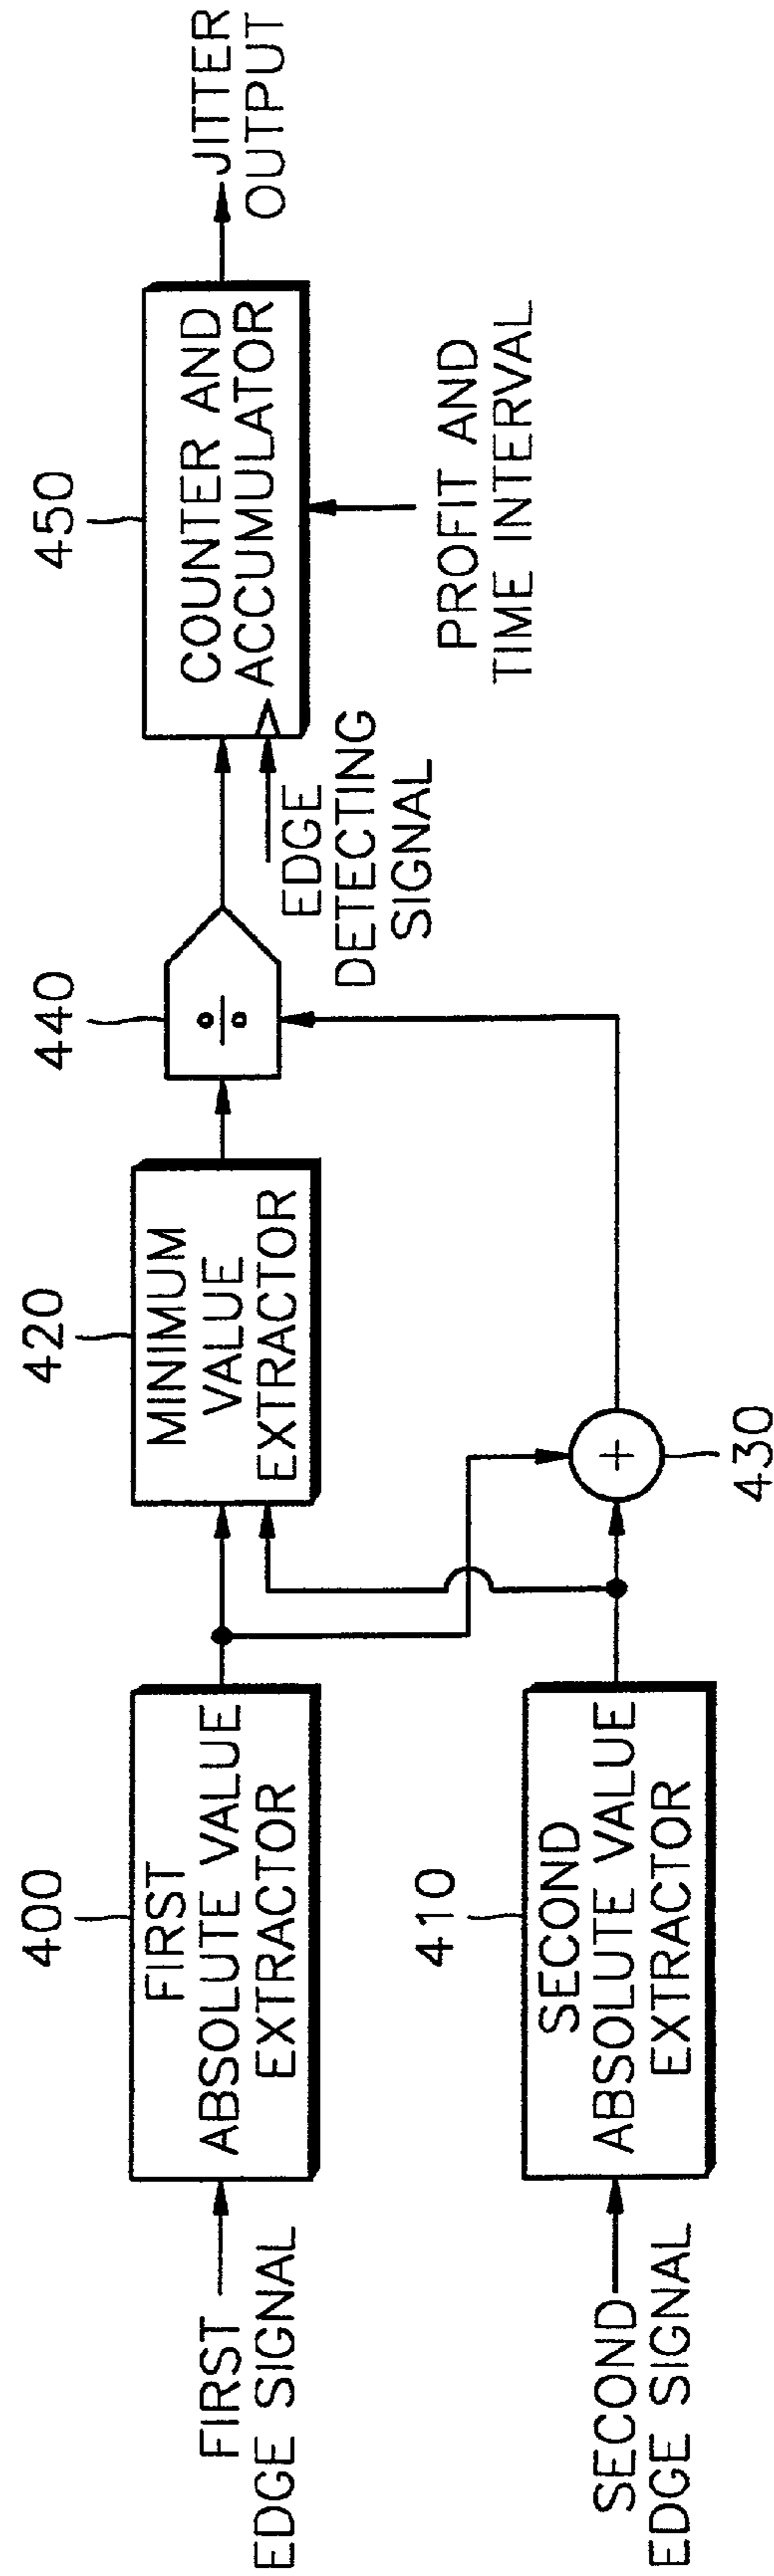 FIRST
EDGE SIGNAL
400
FIRST
ABSOLUTE VALUE
EXTRACTOR
420
MINIMUM
VALUE
EXTRACTOR
440
÷
EDGE
DETECTING
SIGNAL
450
COUNTER AND
ACCUMULATOR
JITTER
OUTPUT
PROFIT AND
TIME INTERVAL
SECOND
EDGE SIGNAL
410
SECOND
ABSOLUTE VALUE
EXTRACTOR
+
430